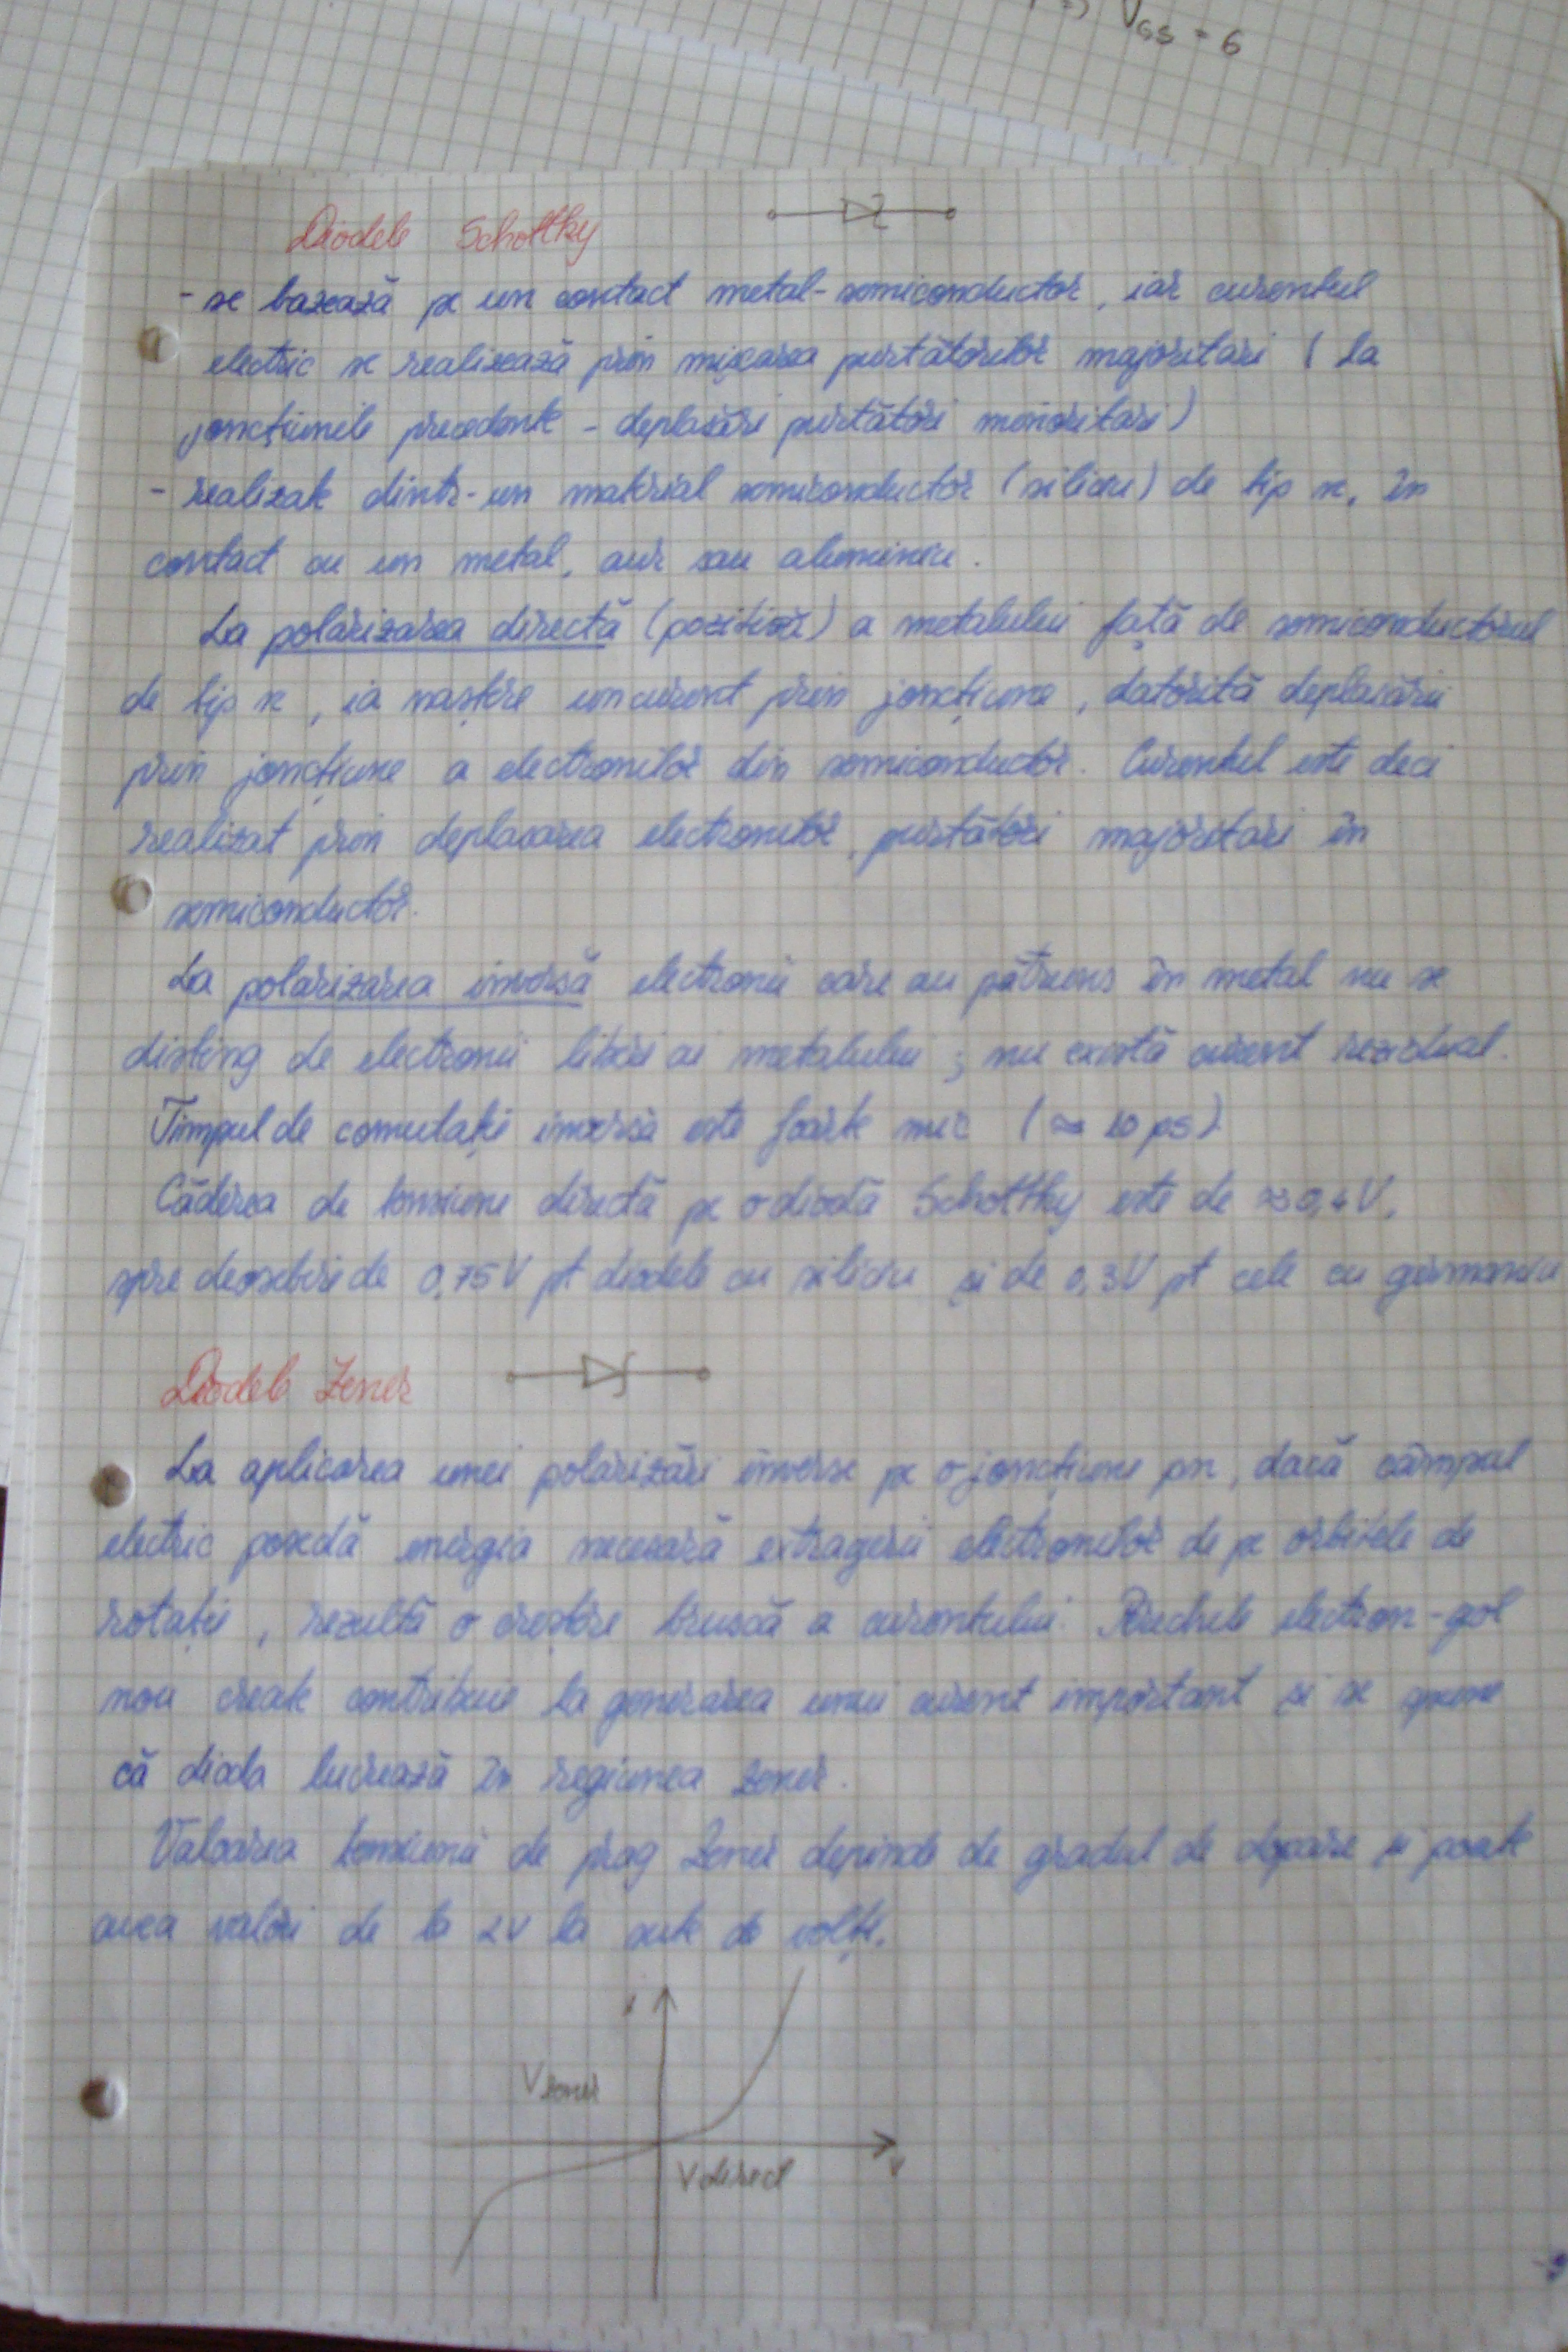 => VGS = 6
Diodele Schottky
- se bazează pe un contact metal-semiconductor, iar curentul
electric se realizează prin mișcarea purtătorilor majoritari (la
joncțiunile precedente - deplasări purtători minoritari)
- realizate dintr-un material semiconductor (siliciu) de tip n, în
contact cu un metal, aur sau aluminiu.
La polarizarea directă (pozitivă) a metalului față de semiconductorul
de tip n, ia naștere un curent prin joncțiune, datorită deplasării
prin joncțiune a electronilor din semiconductor. Curentul este deci
realizat prin deplasarea electronilor, purtători majoritari în
semiconductor.
La polarizarea inversă electronii care au pătruns în metal nu se
disting de electronii liberi ai metalului ; nu există curent rezidual.
Timpul de comutație inversă este foarte mic (≈ 10 ps)
Căderea de tensiune directă pe o diodă Schottky este de ≈ 0,4 V,
spre deosebire de 0,75V pt diodele cu siliciu și de 0,3V pt cele cu germaniu
Diodele Zener
La aplicarea unei polarizări inverse pe o joncțiune pn, dacă câmpul
electric posedă energia necesară extragerii electronilor de pe orbitele de
rotație, rezultă o creștere bruscă a curentului. Perechile electron-gol
nou create contribuie la generarea unui curent important și se spune
că dioda lucrează în regiunea Zener.
Valoarea tensiunii de prag Zener depinde de gradul de dopare și poate
avea valori de la 2V la sute de volți.
Vzener
Vdirect
V